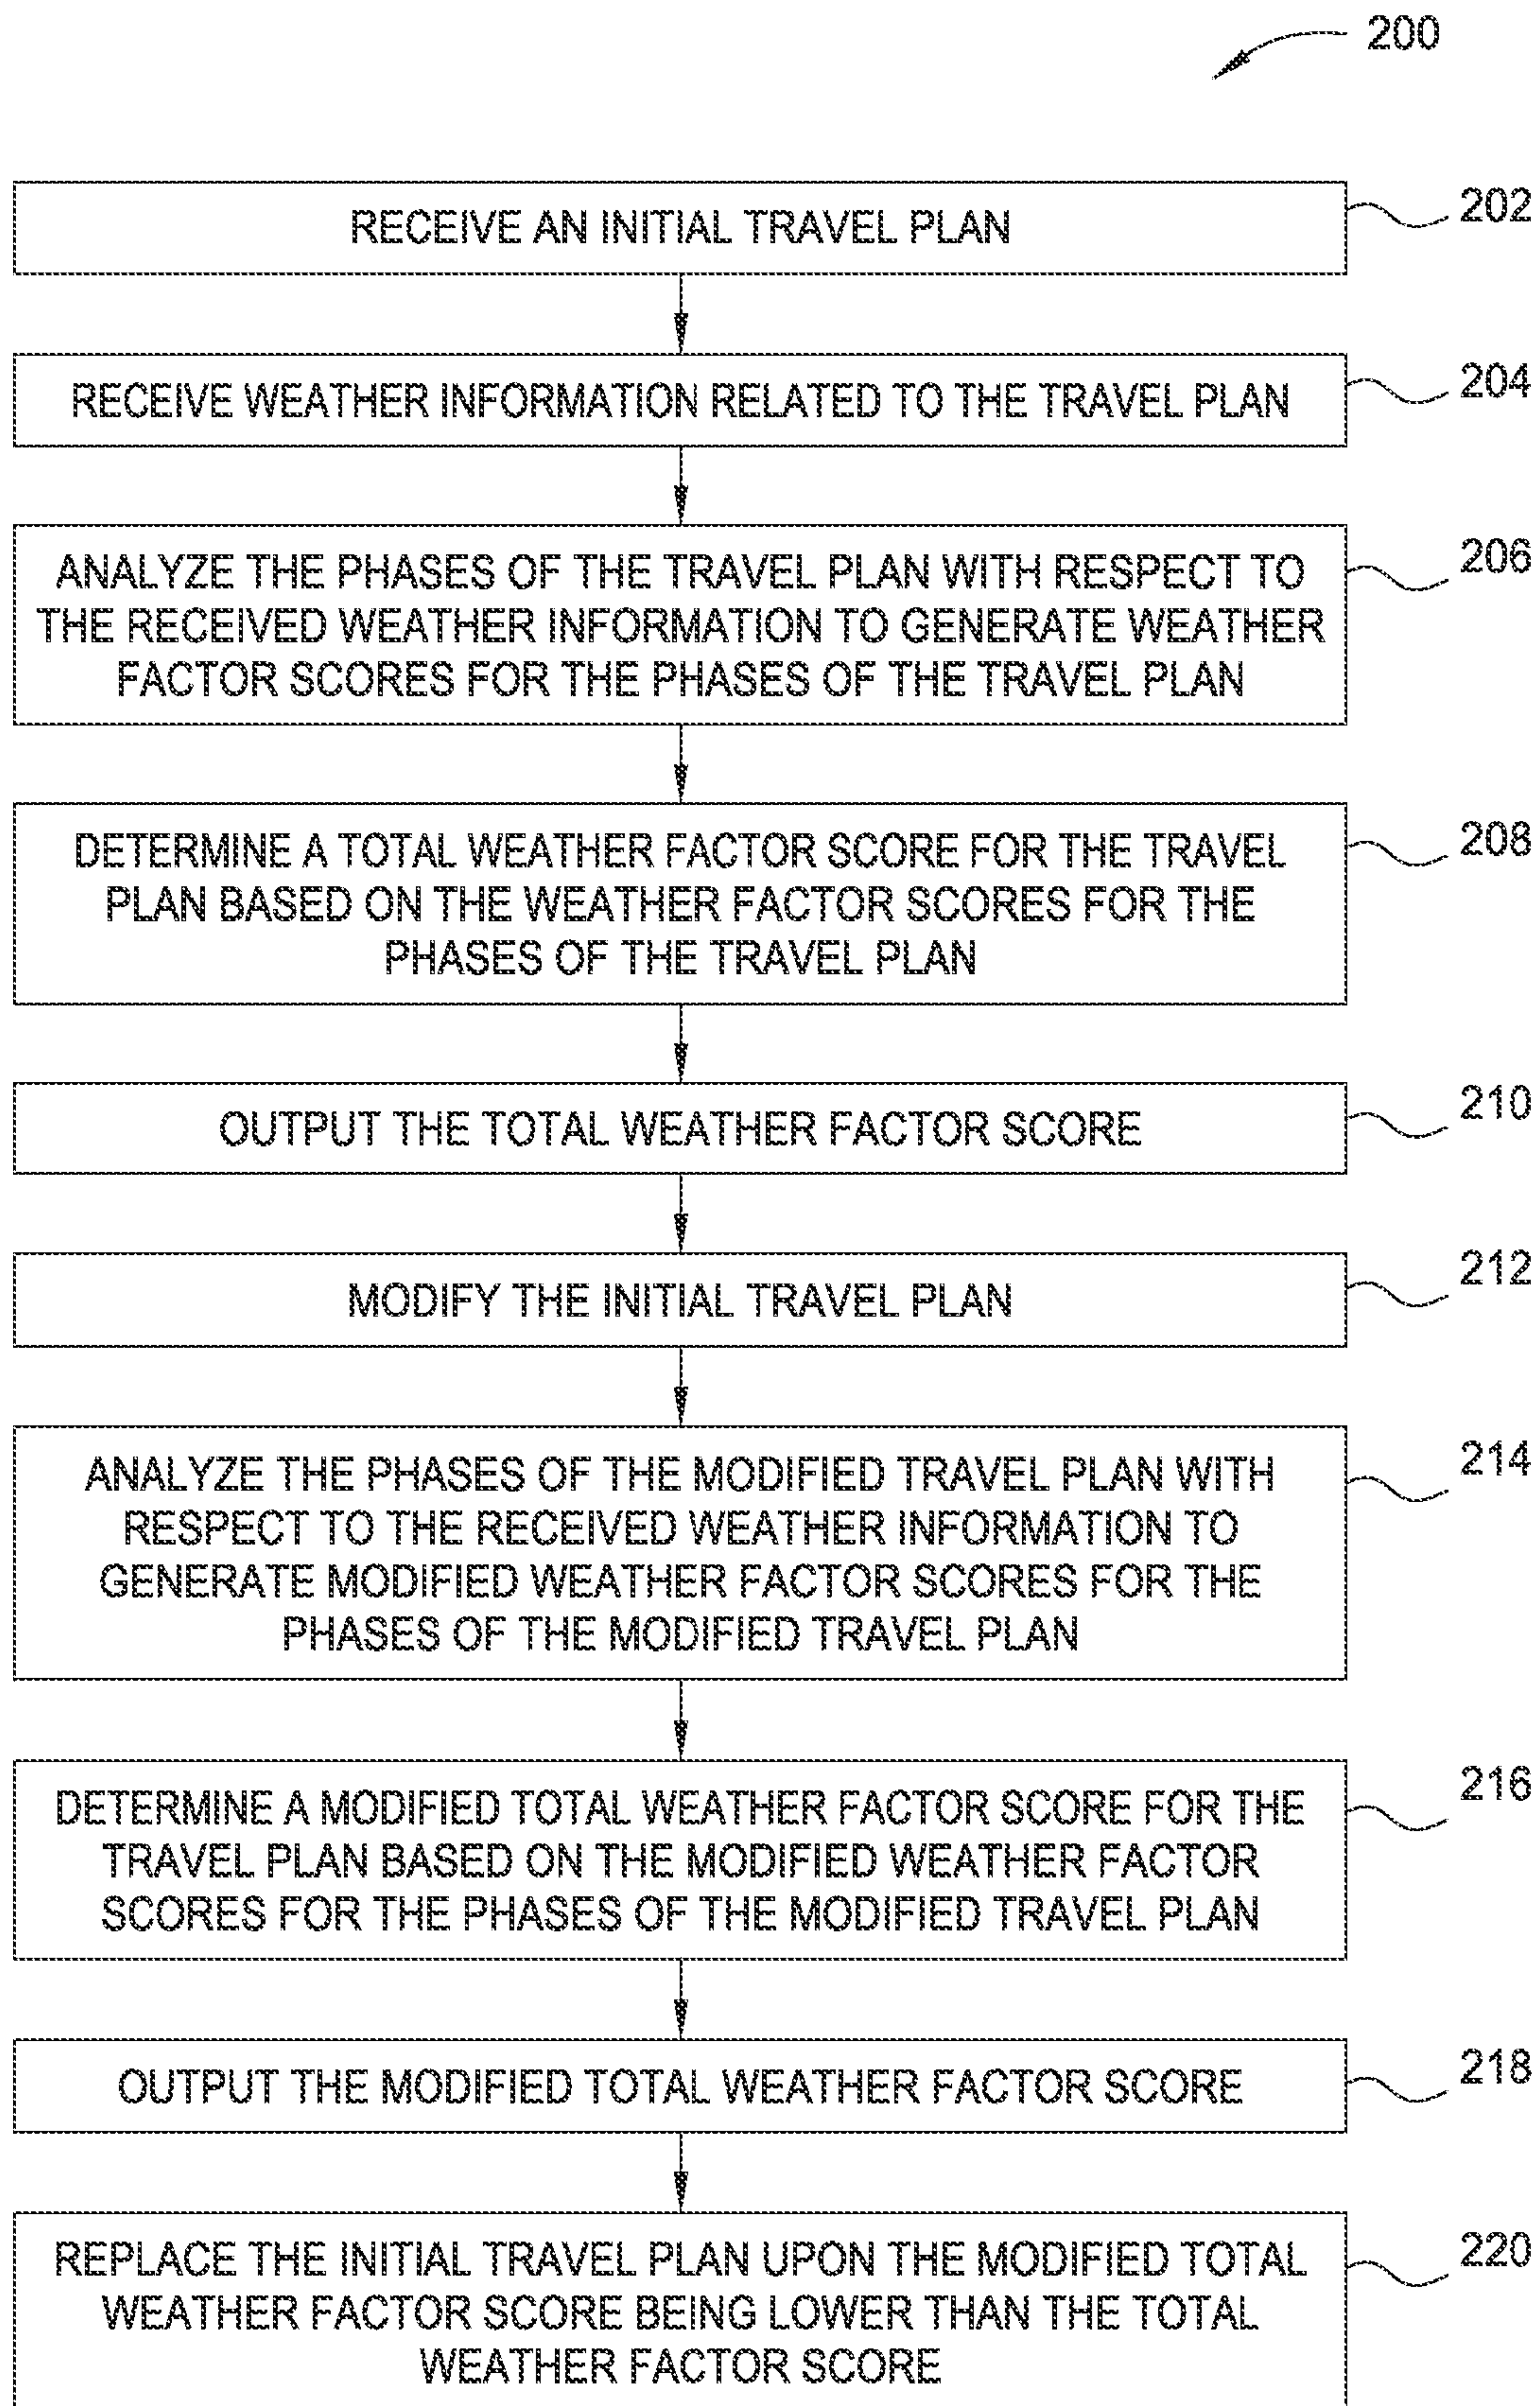 200
RECEIVE AN INITIAL TRAVEL PLAN
202
RECEIVE WEATHER INFORMATION RELATED TO THE TRAVEL PLAN
204
ANALYZE THE PHASES OF THE TRAVEL PLAN WITH RESPECT TO
THE RECEIVED WEATHER INFORMATION TO GENERATE WEATHER
FACTOR SCORES FOR THE PHASES OF THE TRAVEL PLAN
206
DETERMINE A TOTAL WEATHER FACTOR SCORE FOR THE TRAVEL
PLAN BASED ON THE WEATHER FACTOR SCORES FOR THE
PHASES OF THE TRAVEL PLAN
208
OUTPUT THE TOTAL WEATHER FACTOR SCORE
210
MODIFY THE INITIAL TRAVEL PLAN
212
ANALYZE THE PHASES OF THE MODIFIED TRAVEL PLAN WITH
RESPECT TO THE RECEIVED WEATHER INFORMATION TO
GENERATE MODIFIED WEATHER FACTOR SCORES FOR THE
PHASES OF THE MODIFIED TRAVEL PLAN
214
DETERMINE A MODIFIED TOTAL WEATHER FACTOR SCORE FOR THE
TRAVEL PLAN BASED ON THE MODIFIED WEATHER FACTOR
SCORES FOR THE PHASES OF THE MODIFIED TRAVEL PLAN
216
OUTPUT THE MODIFIED TOTAL WEATHER FACTOR SCORE
218
REPLACE THE INITIAL TRAVEL PLAN UPON THE MODIFIED TOTAL
WEATHER FACTOR SCORE BEING LOWER THAN THE TOTAL
WEATHER FACTOR SCORE
220